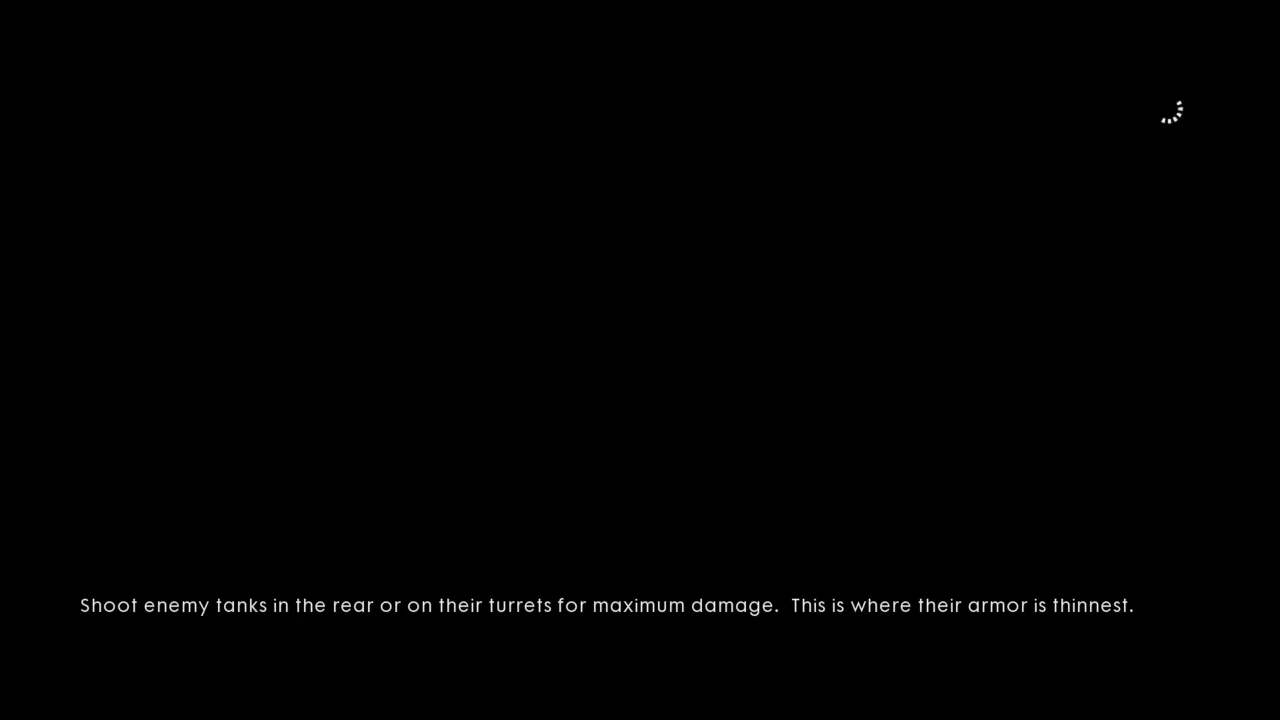 Shoot enemy tanks in the rear or on their turrets for maximum damage.  This is where their armor is thinnest.